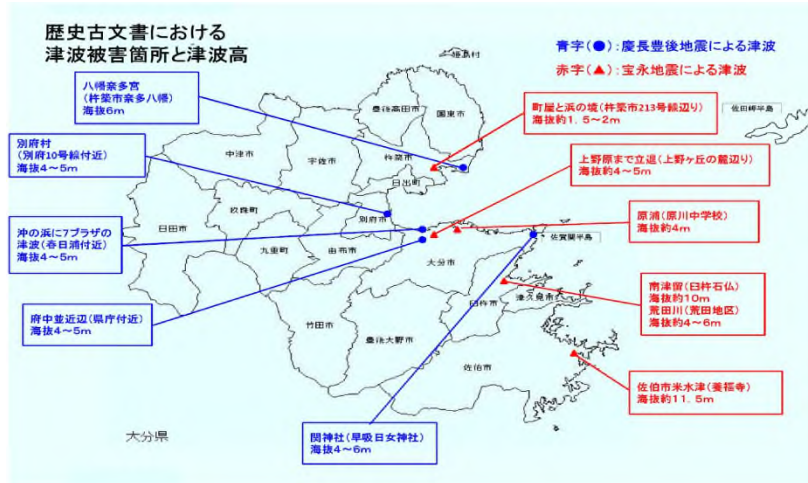 歴史古文書における
津波被害箇所と津波高
青字(●):慶長豊後地震による津波
赤字(▲):宝永地震による津波
八幡奈多宮
(杵築市奈多八幡)
海抜6m
別府村
(別府10号線付近)
海抜4~5m
沖の浜に7ブラザの
津波(春日浦付近)
海抜4~5m
府中並近辺(県庁付近)
海抜4~5m
関神社(早吸日女神社)
海抜4~6m
町屋と浜の境(杵築市213号線辺り)
海抜約1.5~2m
上野原まで立退(上野ヶ丘の麓辺り)
海抜約4~5m
原浦(原川中学校)
海抜約4m
南津留(臼杵石仏)
海抜約10m
荒田川(荒田地区)
海抜約4~6m
佐伯市米水津(養福寺)
海抜約11.5m
姫島村
豊後高田市
国東市
佐田岬半島
中津市
宇佐市
杵築市
日出町
玖珠町
別府市
日田市
九重町
由布市
大分市
佐賀関半島
臼杵市
津久見市
竹田市
豊後大野市
佐伯市
大分県